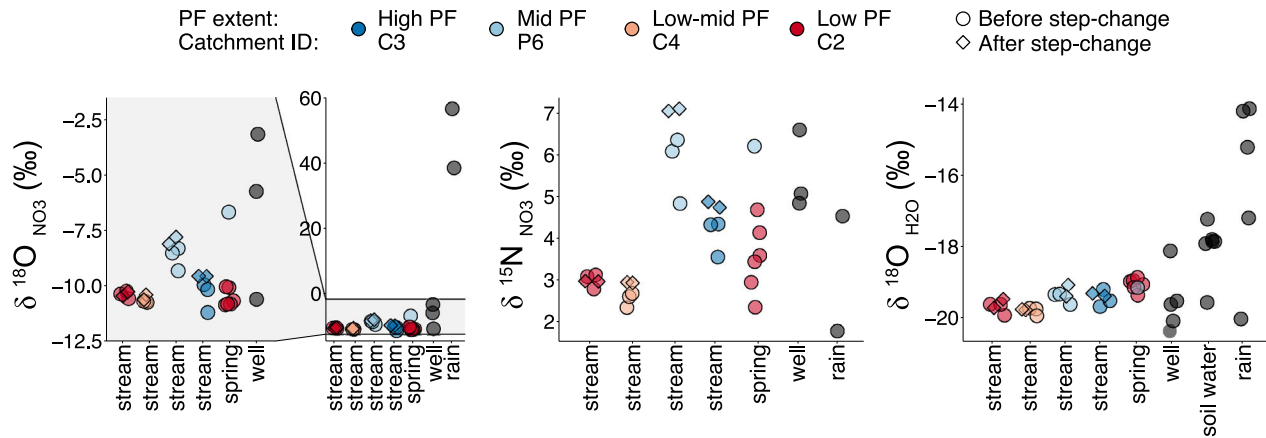 PF extent: High PF Mid PF Low-mid PF Low PF Before step-change
Catchment ID: C3 P6 C4 C2 After step-change
δ 18O NO3 (‰)
−2.5
−5.0
−7.5
−10.0
−12.5
stream
stream
stream
stream
spring
well
60
40
20
0
stream
stream
stream
stream
spring
well
rain
δ 15N NO3 (‰)
7
6
5
4
3
2
stream
stream
stream
stream
spring
well
rain
δ 18O H2O (‰)
−14
−16
−18
−20
stream
stream
stream
stream
spring
well
soil water
rain